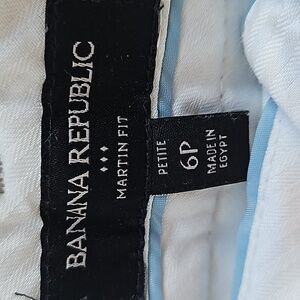 BANANA REPUBLIC
MARTIN FIT
PETITE
6P
MADE IN
EGYPT